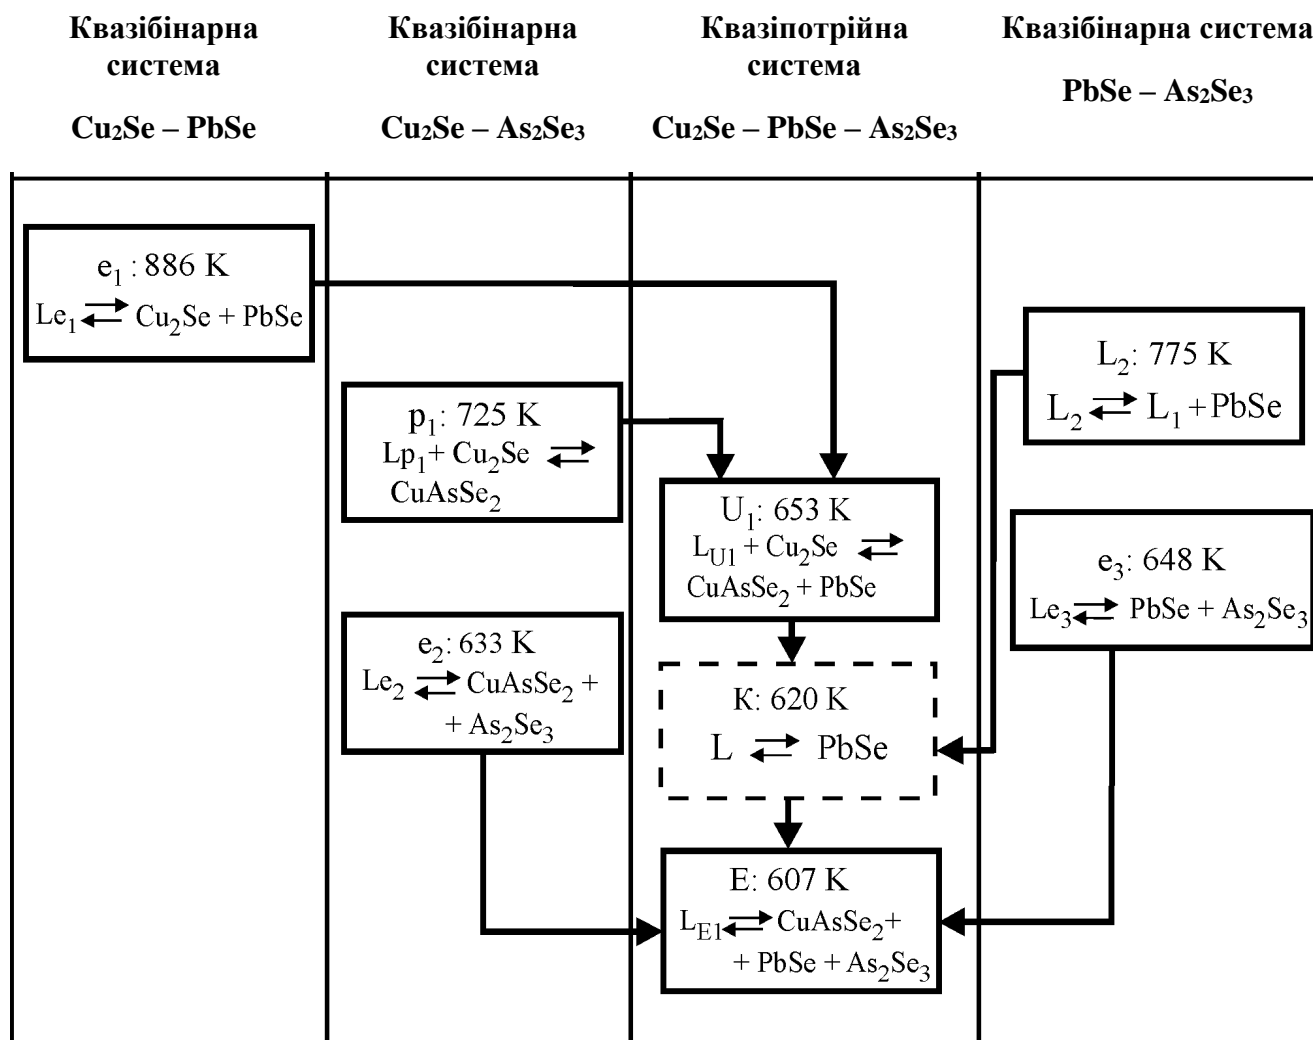 Квазібінарна
система
Cu₂Se – PbSe
Квазібінарна
система
Cu₂Se – As₂Se₃
Квазіпотрійна
система
Cu₂Se – PbSe – As₂Se₃
Квазібінарна система
PbSe – As₂Se₃
e₁ : 886 K
Le₁ ⇄ Cu₂Se + PbSe
p₁: 725 K
Lp₁+ Cu₂Se ⇄
CuAsSe₂
e₂: 633 K
Le₂ ⇄ CuAsSe₂ +
+ As₂Se₃
U₁: 653 K
L_U1 + Cu₂Se ⇄
CuAsSe₂ + PbSe
К: 620 K
L ⇄ PbSe
E: 607 K
L_E1 ⇄ CuAsSe₂+
+ PbSe + As₂Se₃
L₂: 775 K
L₂ ⇄ L₁ +PbSe
e₃: 648 K
Le₃ ⇄ PbSe + As₂Se₃